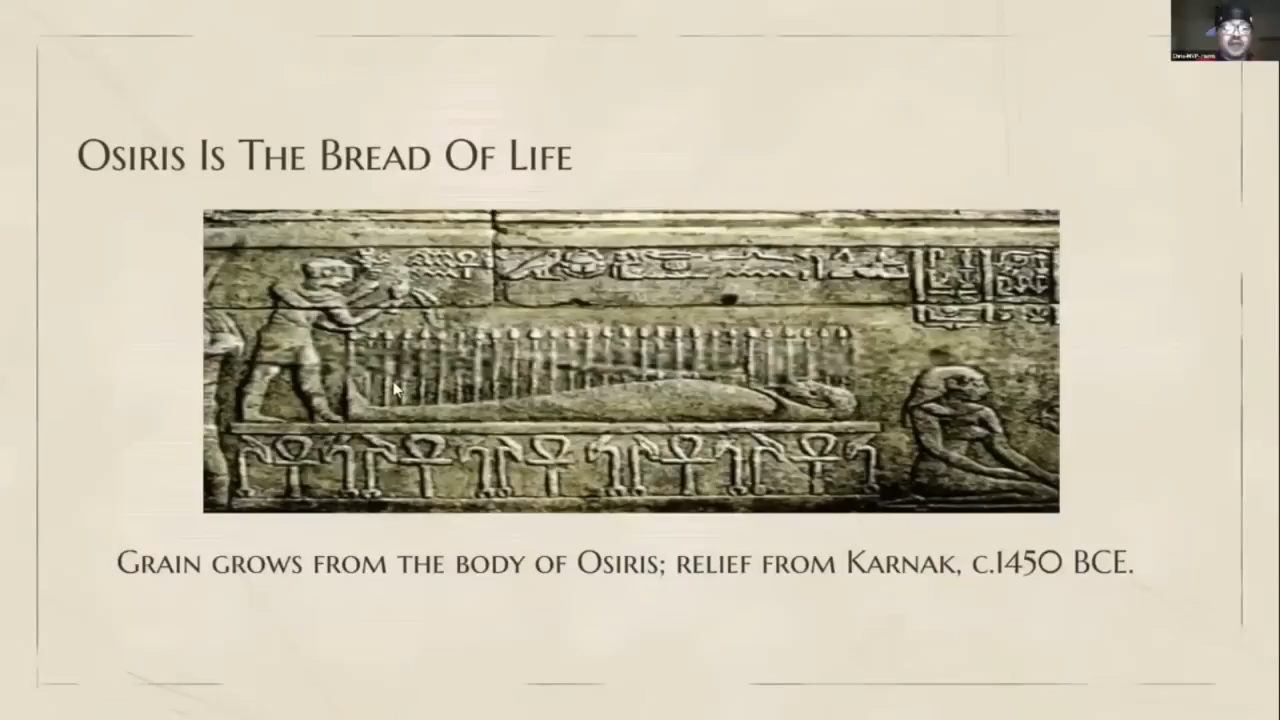 Osiris Is The Bread Of Life
Grain grows from the body of Osiris; relief from Karnak, c.1450 BCE.